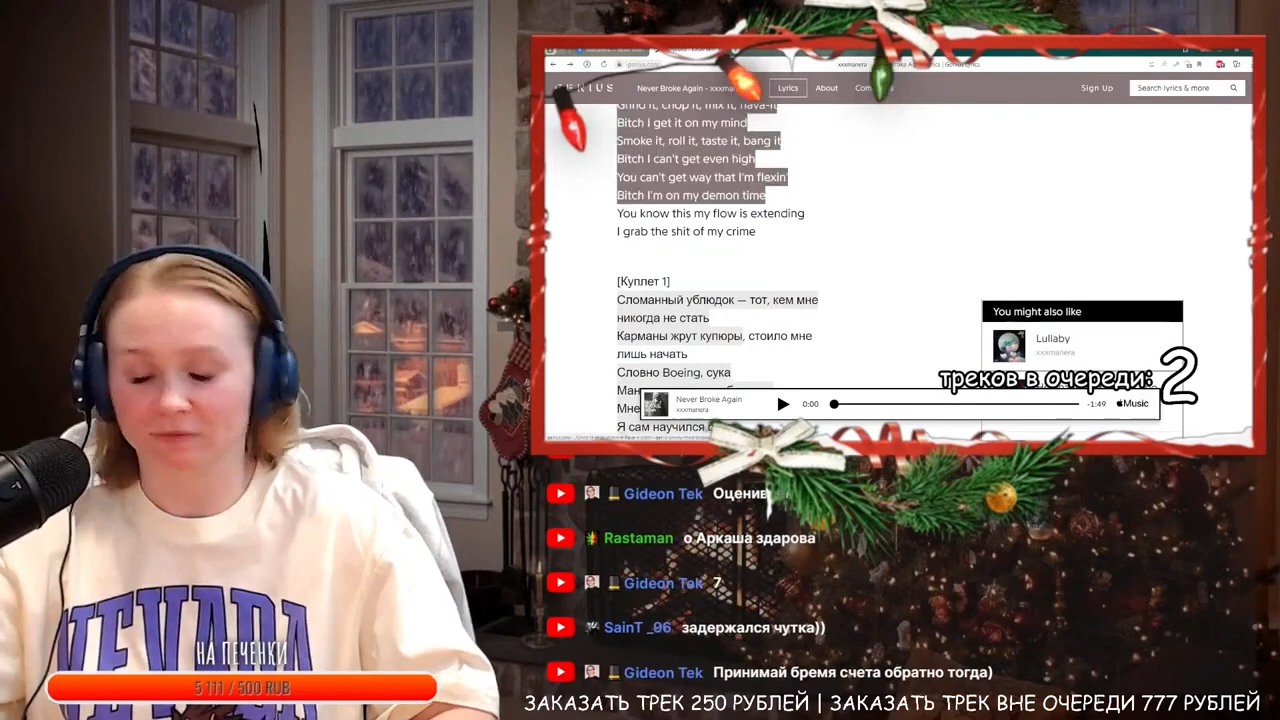 GENIUS
Never Broke Again - xxxmanera
Lyrics
About
Sign Up
Search lyrics & more
Grind it, chop it, mix it, hava-it
Bitch I get it on my mind
Smoke it, roll it, taste it, bang it
Bitch I can't get even high
You can't get way that I'm flexin'
Bitch I'm on my demon time
You know this my flow is extending
I grab the shit of my crime
[Куплет 1]
Сломанный ублюдок — тот, кем мне
никогда не стать
Карманы жрут купюры, стоило мне
лишь начать
Словно Boeing, сука
Мне
Я сам научился
You might also like
Lullaby
xxxmanera
треков в очереди: 2
Never Broke Again
xxxmanera
0:00
-1:49
Music
Gideon Tek Оценив
Rastaman о Аркаша здарова
Gideon Tek 7
SainT _96 задержался чутка))
Gideon Tek Принимай бремя счета обратно тогда)
NEVADA
НА ПЕЧЕНКИ
5 111 / 500 RUB
ЗАКАЗАТЬ ТРЕК 250 РУБЛЕЙ | ЗАКАЗАТЬ ТРЕК ВНЕ ОЧЕРЕДИ 777 РУБЛЕЙ